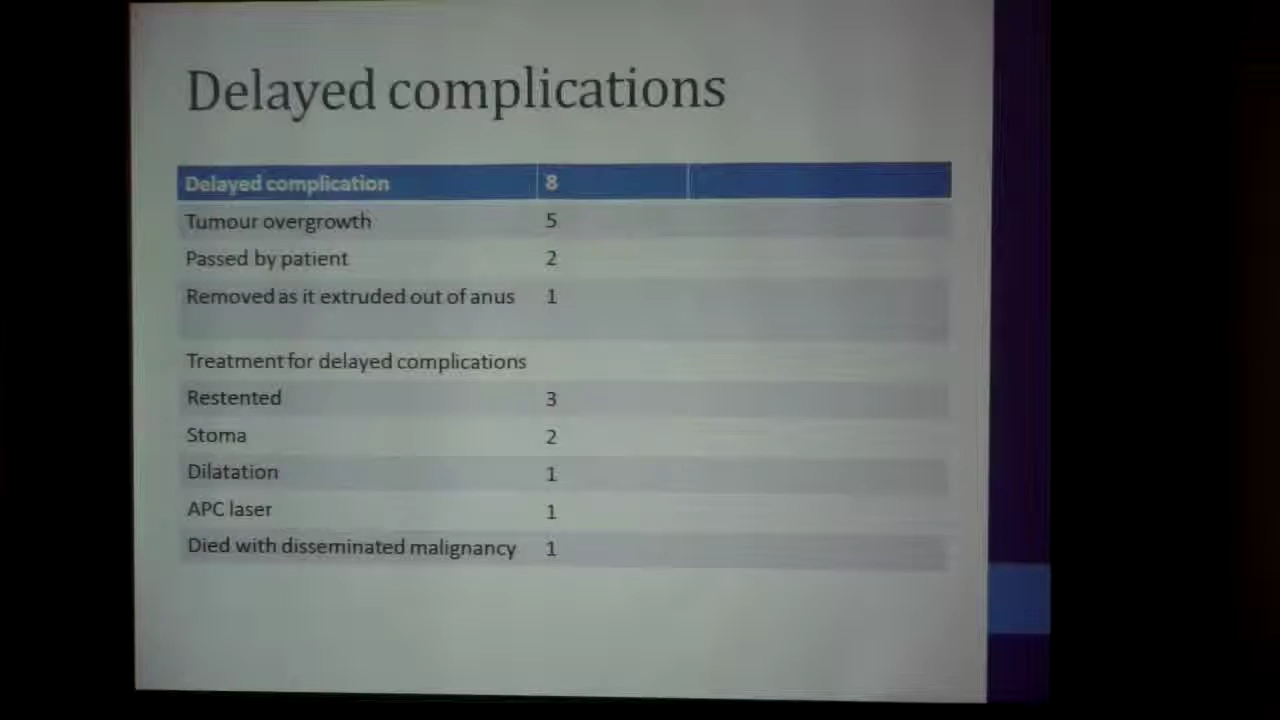 Delayed complications
Delayed complication 8
Tumour overgrowth 5
Passed by patient 2
Removed as it extruded out of anus 1
Treatment for delayed complications
Restented 3
Stoma 2
Dilatation 1
APC laser 1
Died with disseminated malignancy 1